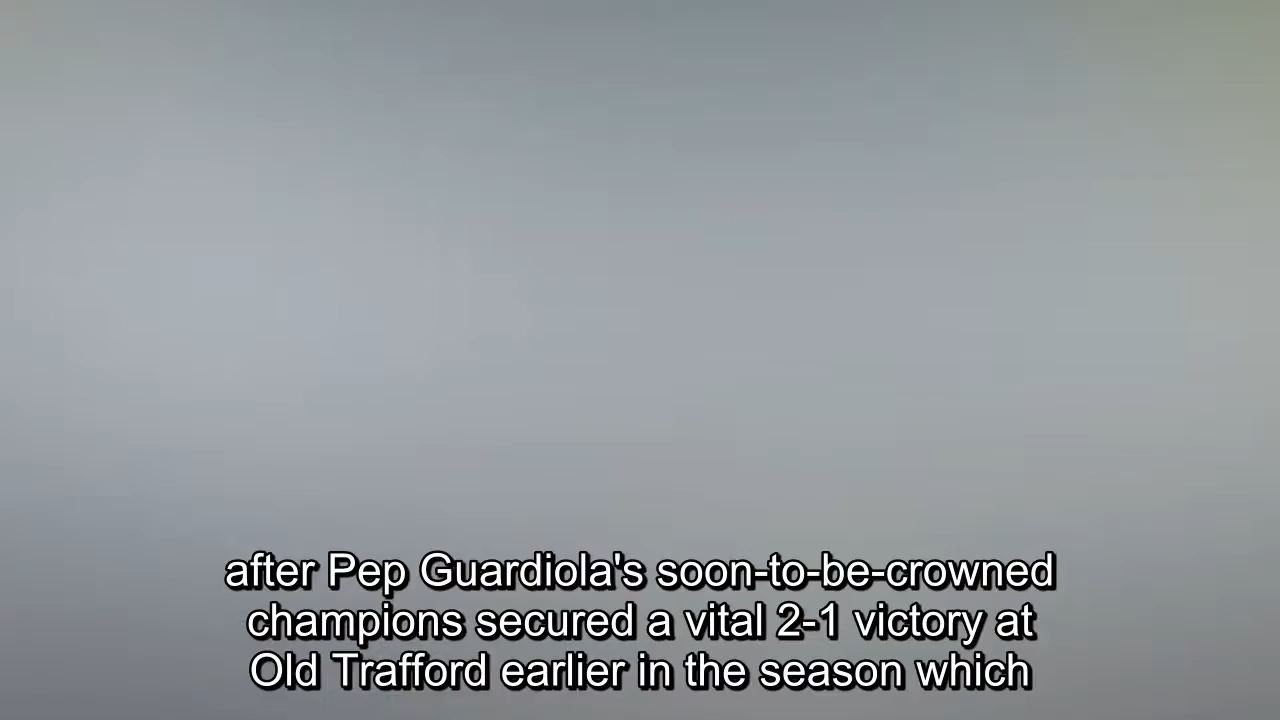 after Pep Guardiola's soon-to-be-crowned
champions secured a vital 2-1 victory at
Old Trafford earlier in the season which